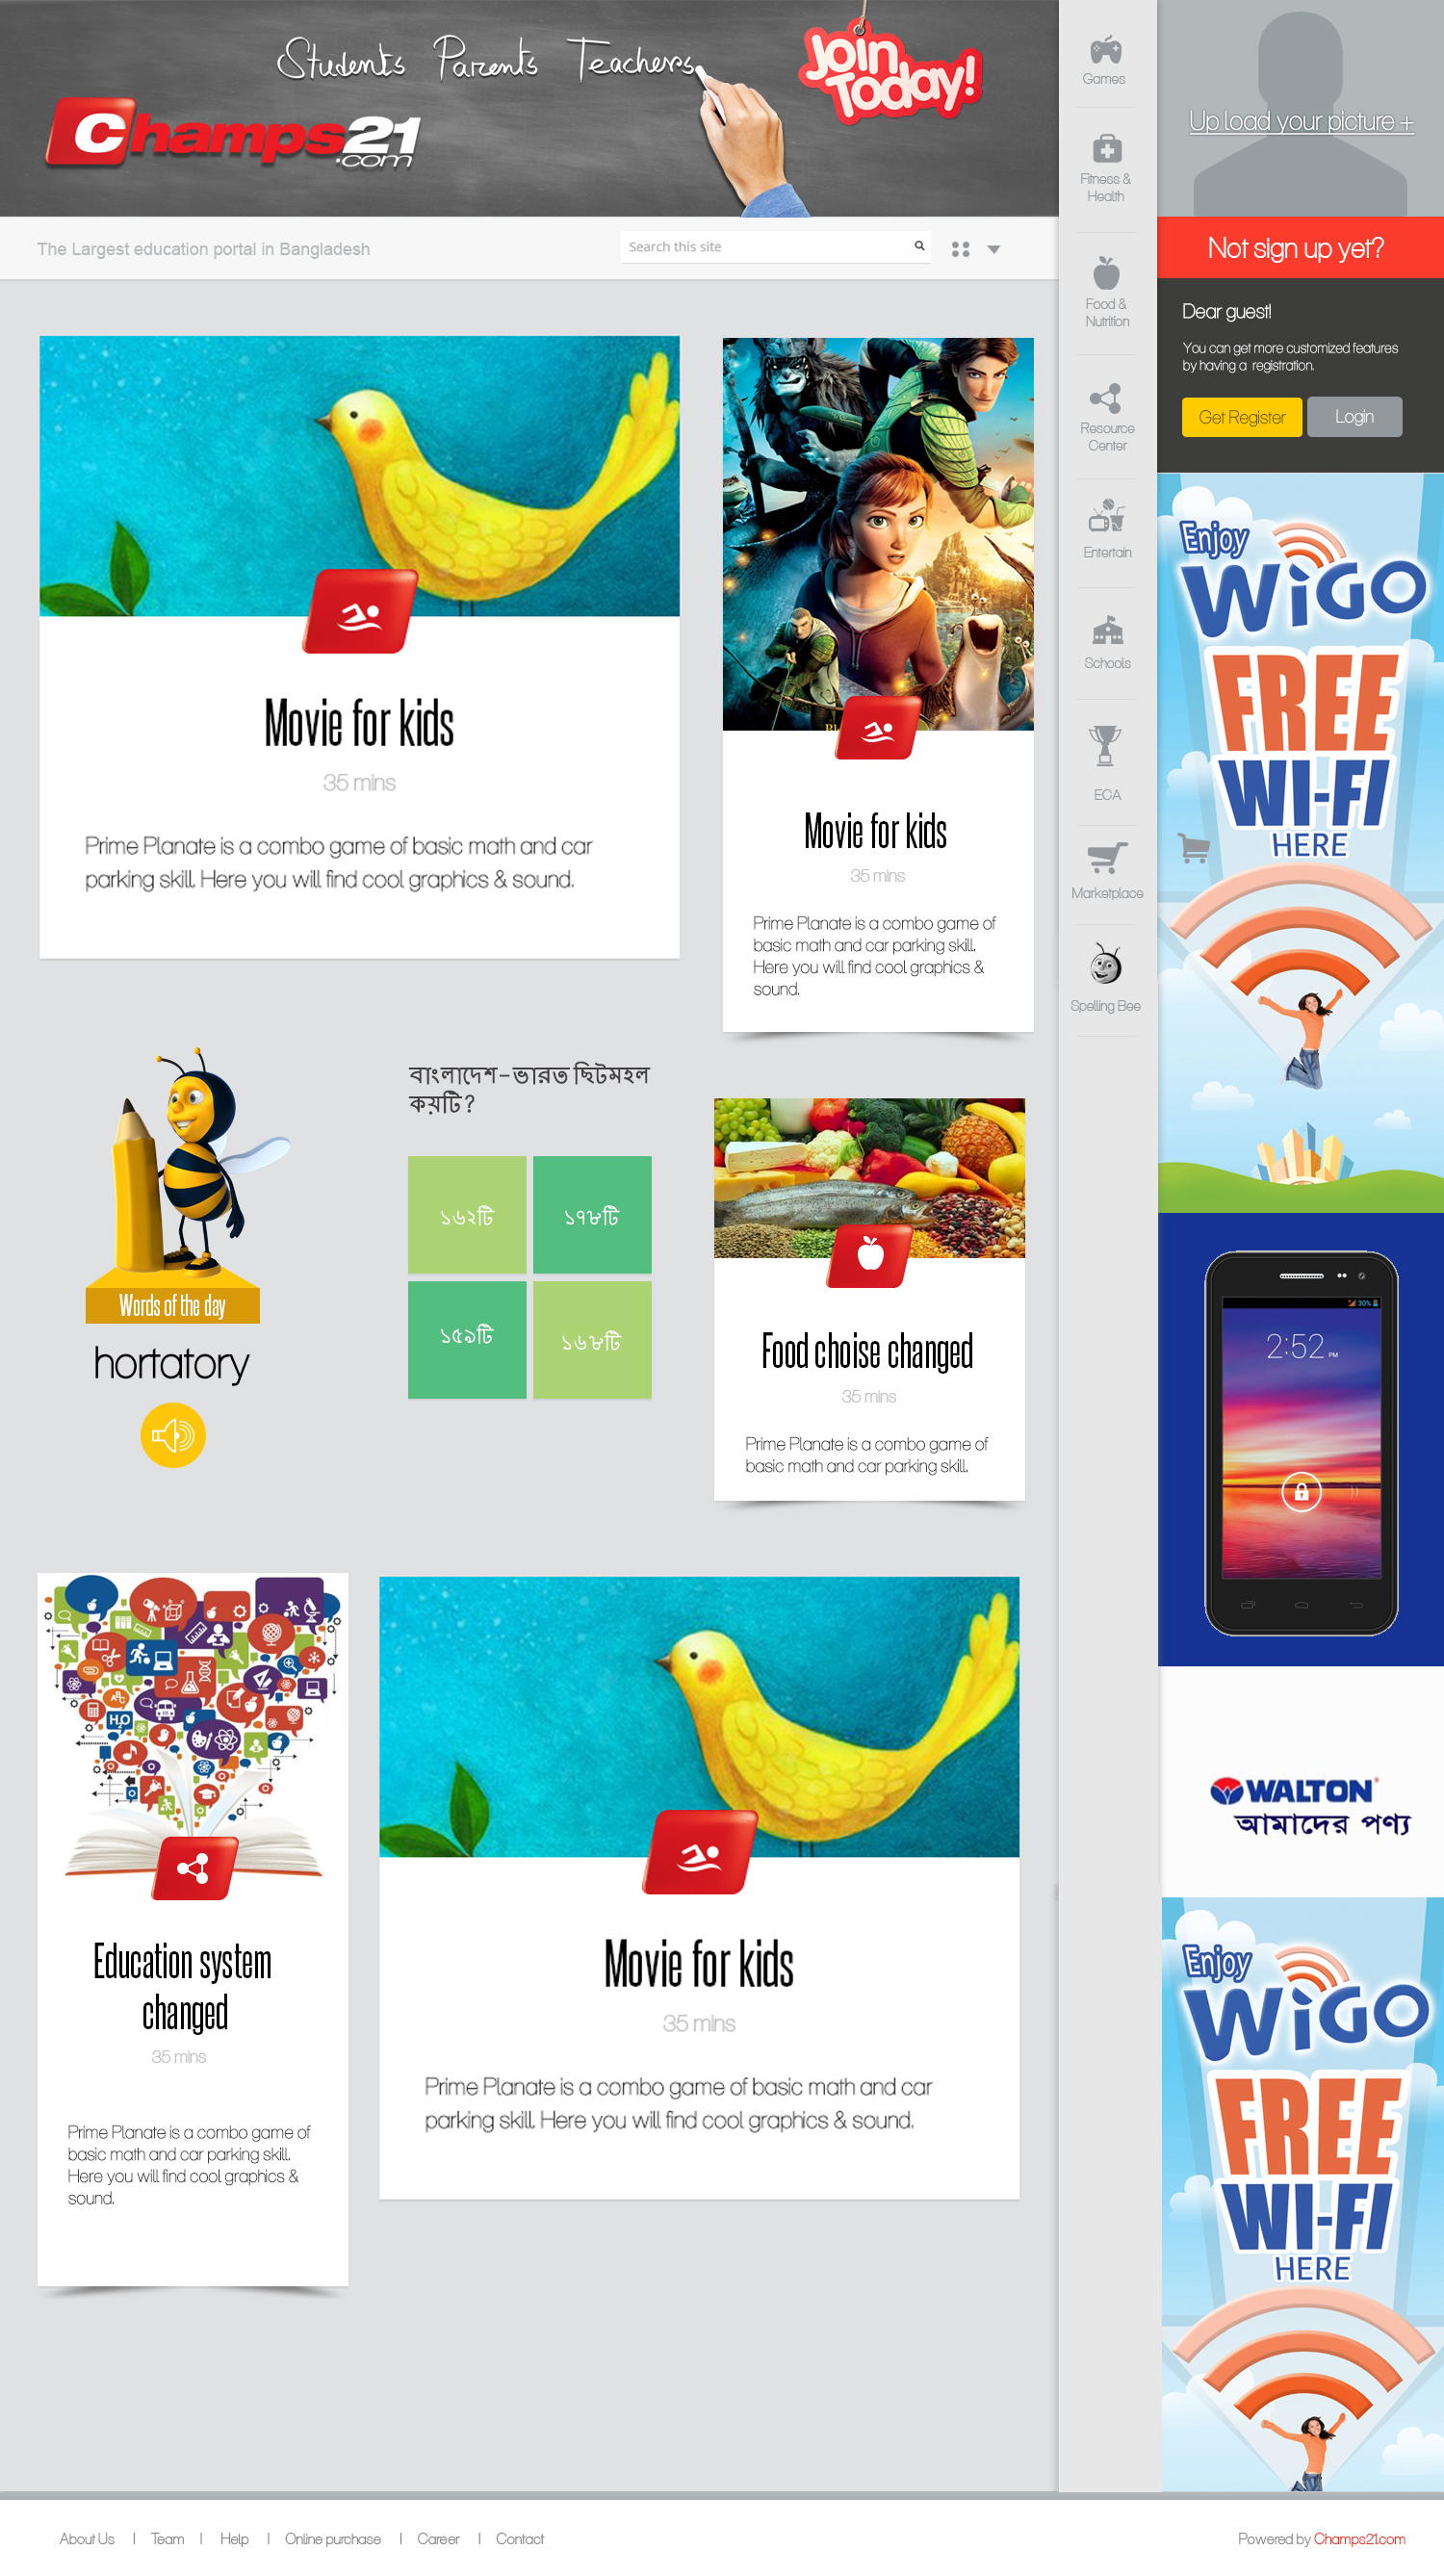 Students Parents Teachers
Join
Today!
Champs21
.com
The Largest education portal in Bangladesh
Search this site
Games
Fitness &
Health
Food &
Nutrition
Resource
Center
Entertain
Schools
ECA
Marketplace
Spelling Bee
Up load your picture +
Not sign up yet?
Dear guest!
You can get more customized features
by having a registration.
Get Register
Login
Movie for kids
35 mins
Prime Planate is a combo game of basic math and car
parking skill. Here you will find cool graphics & sound.
Movie for kids
35 mins
Prime Planate is a combo game of
basic math and car parking skill.
Here you will find cool graphics &
sound.
Words of the day
hortatory
বাংলাদেশ-ভারত ছিটমহল
কয়টি?
১৬২টি
১৭৮টি
১৫৯টি
১৬৮টি
Food choise changed
35 mins
Prime Planate is a combo game of
basic math and car parking skill.
H₂O
Education system
changed
35 mins
Prime Planate is a combo game of
basic math and car parking skill.
Here you will find cool graphics &
sound.
Movie for kids
35 mins
Prime Planate is a combo game of basic math and car
parking skill. Here you will find cool graphics & sound.
Enjoy
WiGO
FREE
WI-FI
HERE
30%
2:52 PM
WALTON
আমাদের পণ্য
Enjoy
WiGO
FREE
WI-FI
HERE
About Us | Team | Help | Online purchase | Career | Contact
Powered by Champs21.com